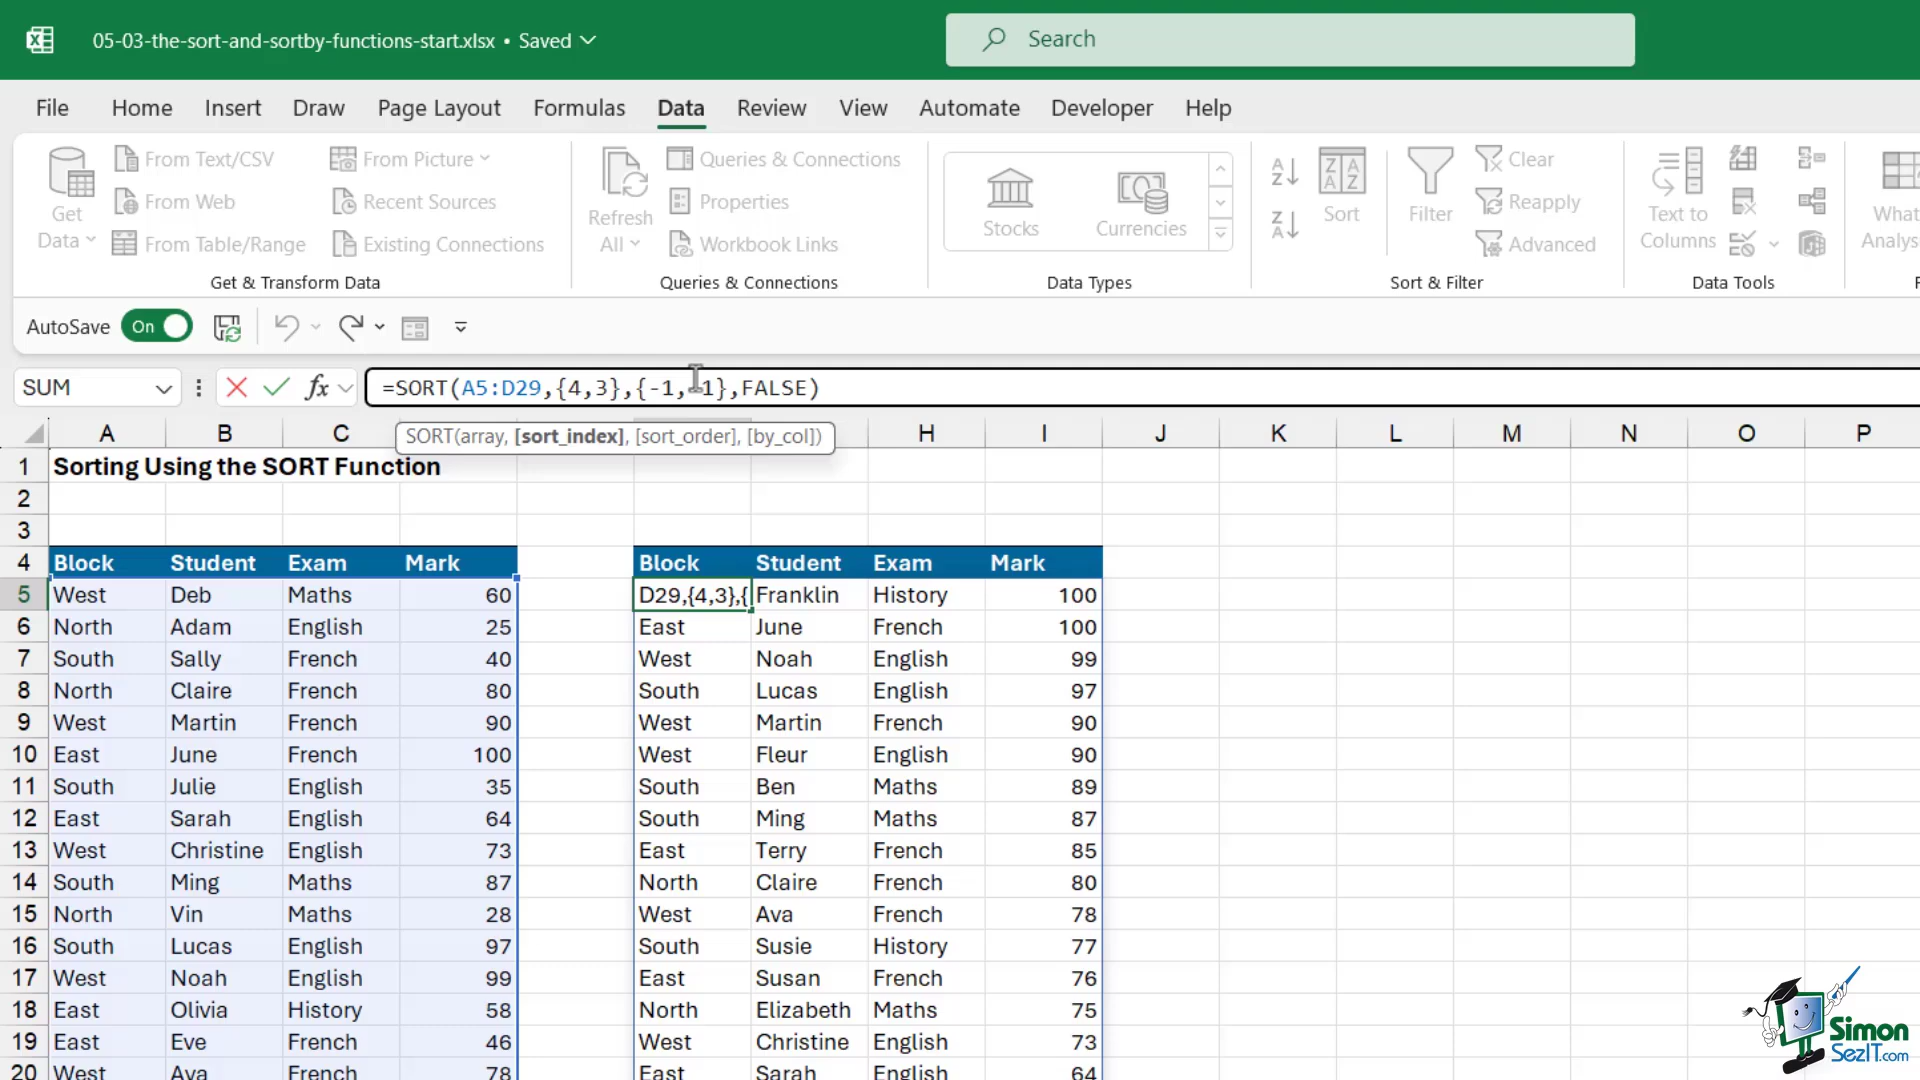 05-03-the-sort-and-sortby-functions-start.xlsx • Saved
Search
File Home Insert Draw Page Layout Formulas Data Review View Automate Developer Help
Get Data
From Text/CSV
From Web
From Table/Range
From Picture
Recent Sources
Existing Connections
Get & Transform Data
Refresh All
Queries & Connections
Properties
Workbook Links
Queries & Connections
Stocks
Currencies
Data Types
Sort
Filter
Clear
Reapply
Advanced
Sort & Filter
Text to Columns
Data Tools
AutoSave On
SUM
fx
SORT(array, [sort_index], [sort_order], [by_col])
A B C H I J K L M N O P
1 Sorting Using the SORT Function
2
3
4 Block Student Exam Mark Block Student Exam Mark
5 West Deb Maths 60 D29,{4,3},{ Franklin History 100
6 North Adam English 25 East June French 100
7 South Sally French 40 West Noah English 99
8 North Claire French 80 South Lucas English 97
9 West Martin French 90 West Martin French 90
10 East June French 100 West Fleur English 90
11 South Julie English 35 South Ben Maths 89
12 East Sarah English 64 South Ming Maths 87
13 West Christine English 73 East Terry French 85
14 South Ming Maths 87 North Claire French 80
15 North Vin Maths 28 West Ava French 78
16 South Lucas English 97 South Susie History 77
17 West Noah English 99 East Susan French 76
18 East Olivia History 58 North Elizabeth Maths 75
19 East Eve French 46 West Christine English 73
20 West Ava French 78 East Sarah English 64
Simon
SezIT.com